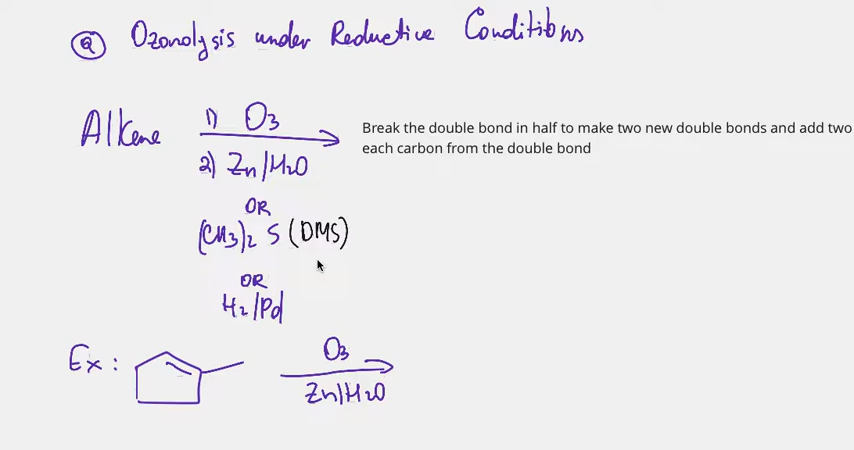 Q Ozonolysis under Reductive Conditions
Alkene 1) O3
2) Zn/H2O
Break the double bond in half to make two new double bonds and add two
each carbon from the double bond
OR
(CH3)2 S (DMS)
OR
H2/Pd
Ex: O3
Zn/H2O